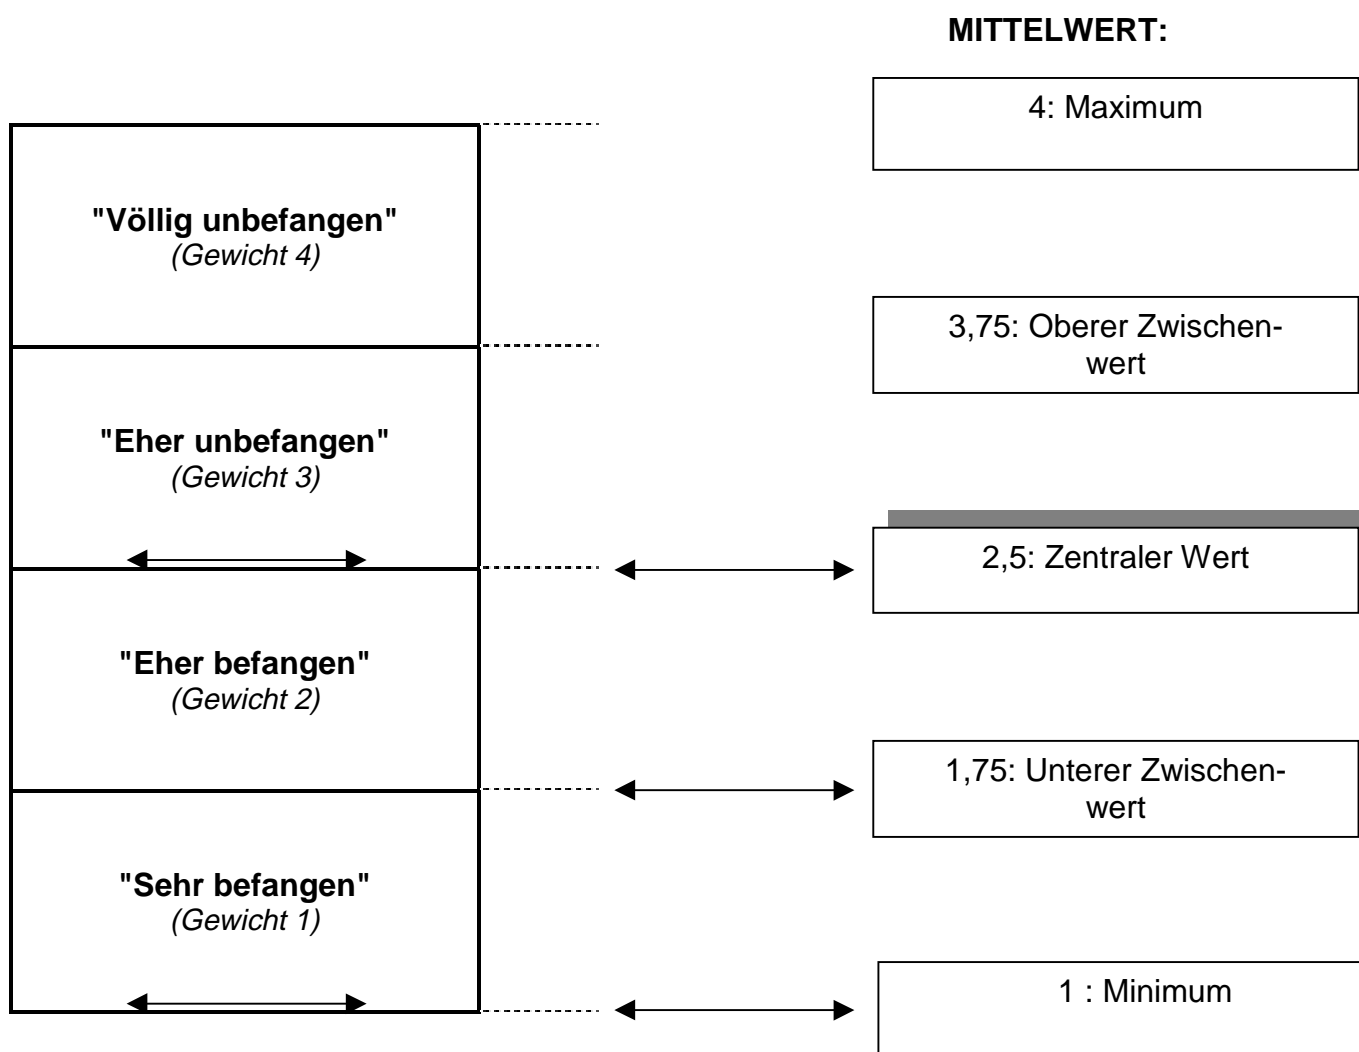 MITTELWERT:
4: Maximum
"Völlig unbefangen"
(Gewicht 4)
3,75: Oberer Zwischen-
wert
"Eher unbefangen"
(Gewicht 3)
2,5: Zentraler Wert
"Eher befangen"
(Gewicht 2)
1,75: Unterer Zwischen-
wert
"Sehr befangen"
(Gewicht 1)
1 : Minimum